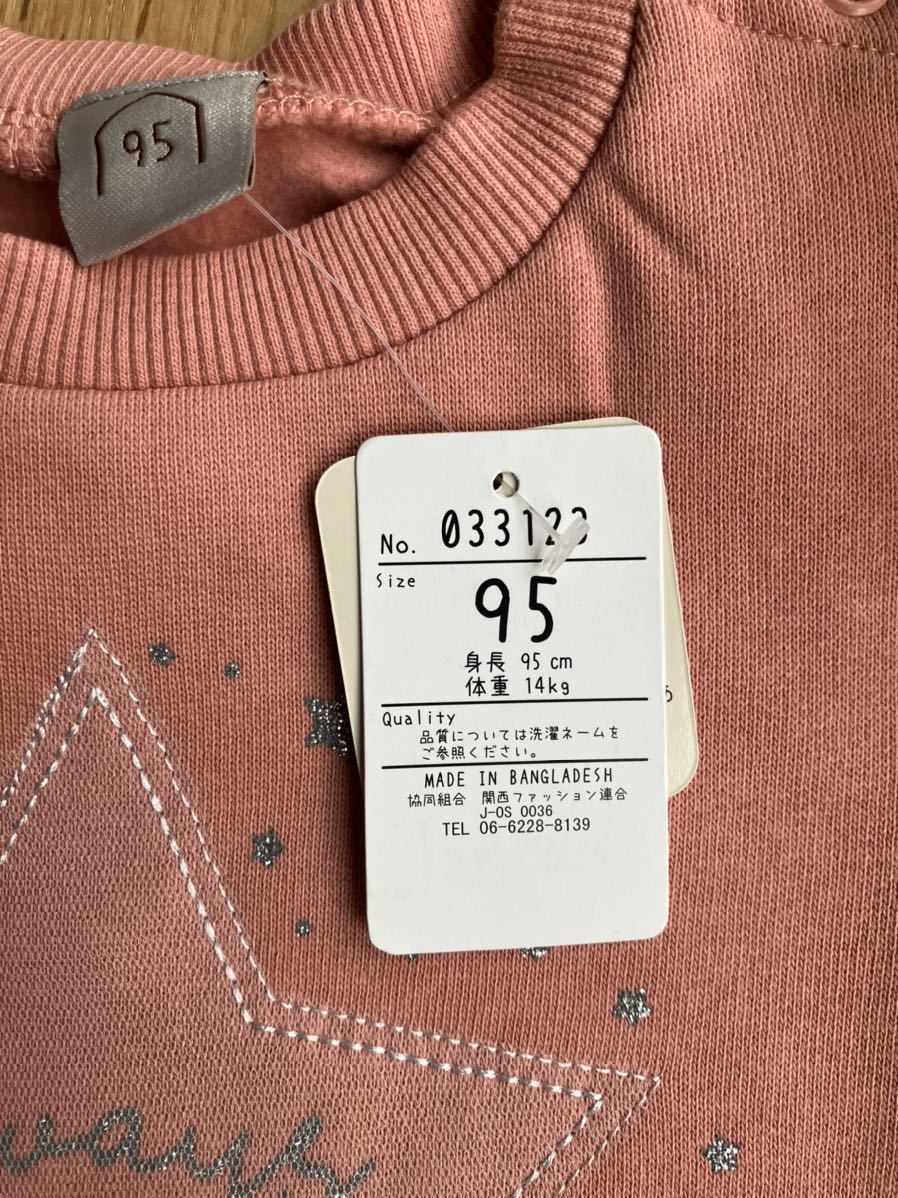 95
No. 033123
Size
95
身長 95 cm
体重 14kg
Quality
品質については洗濯ネームを
ご参照ください。
MADE IN BANGLADESH
協同組合 関西ファッション連合
J-OS 0036
TEL 06-6228-8139